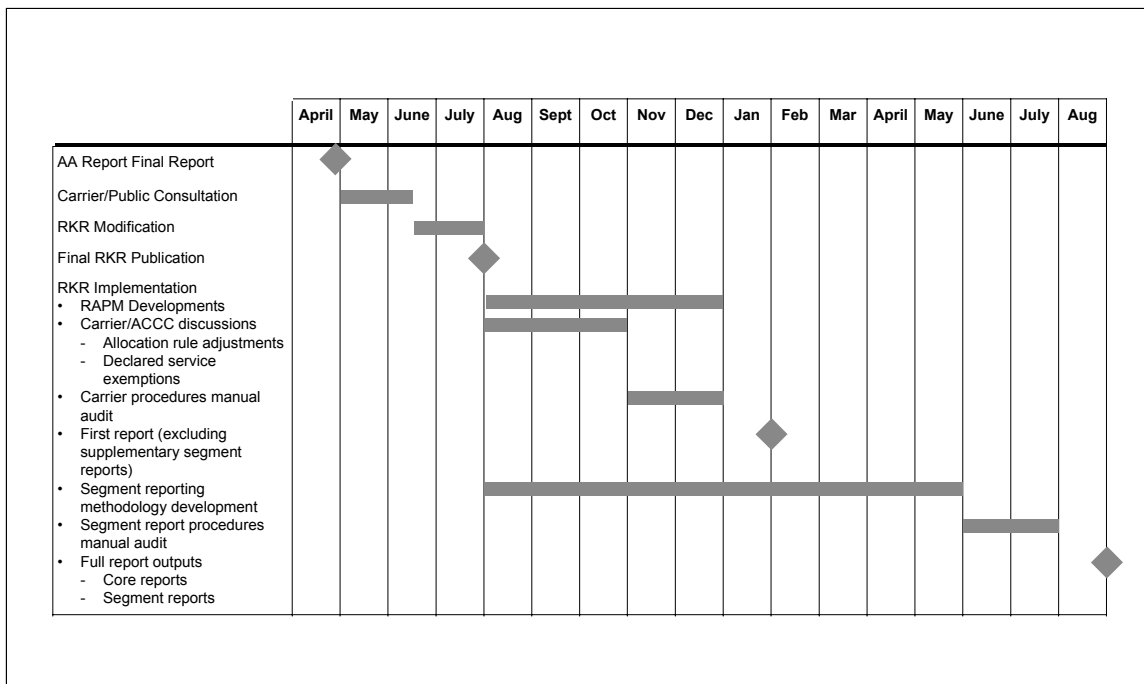 April May June July Aug Sept Oct Nov Dec Jan Feb Mar April May June July Aug
AA Report Final Report
Carrier/Public Consultation
RKR Modification
Final RKR Publication
RKR Implementation
• RAPM Developments
• Carrier/ACCC discussions
- Allocation rule adjustments
- Declared service
exemptions
• Carrier procedures manual
audit
• First report (excluding
supplementary segment
reports)
• Segment reporting
methodology development
• Segment report procedures
manual audit
• Full report outputs
- Core reports
- Segment reports